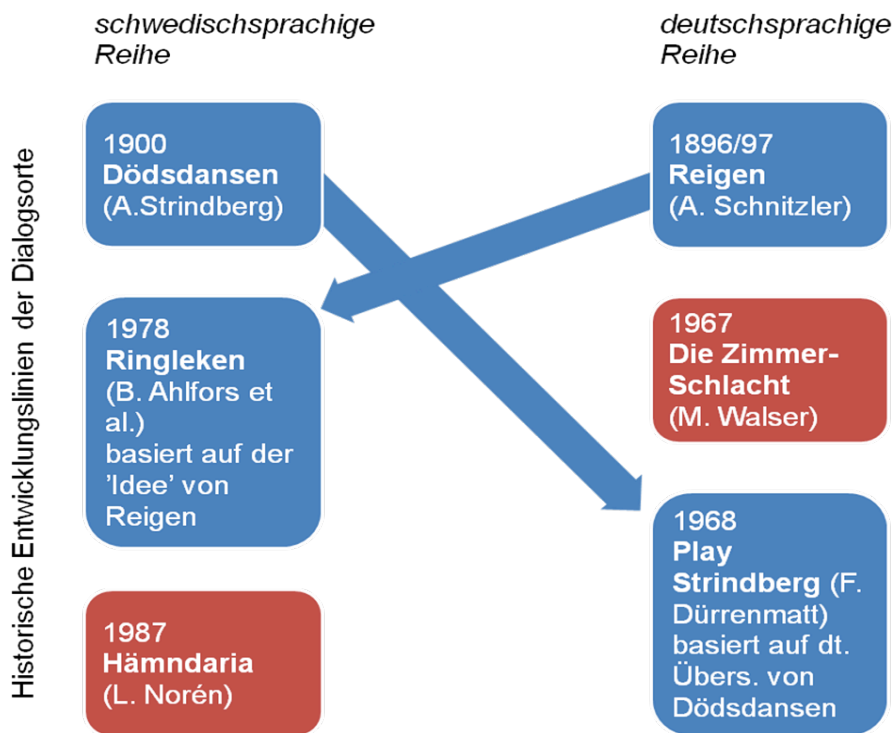 schwedischsprachige
Reihe
deutschsprachige
Reihe
Historische Entwicklungslinien der Dialogsorte
1900
Dödsdansen
(A.Strindberg)
1896/97
Reigen
(A. Schnitzler)
1978
Ringleken
(B. Ahlfors et
al.)
basiert auf der
’Idee’ von
Reigen
1967
Die Zimmer-
Schlacht
(M. Walser)
1987
Hämndaria
(L. Norén)
1968
Play
Strindberg (F.
Dürrenmatt)
basiert auf dt.
Übers. von
Dödsdansen